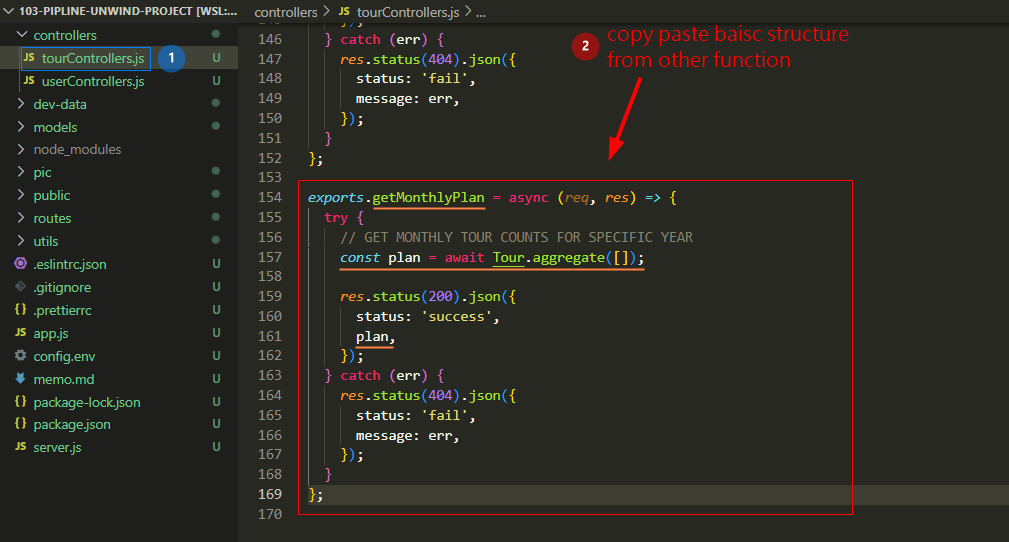 103-PIPLINE-UNWIND-PROJECT [WSL:...
controllers
JS tourControllers.js
1
U
JS userControllers.js
U
dev-data
models
node_modules
pic
public
routes
utils
.eslintrc.json
U
.gitignore
U
{} .prettierrc
U
JS app.js
U
config.env
U
memo.md
U
{} package-lock.json
U
{} package.json
U
JS server.js
U
controllers > JS tourControllers.js > ...
2
copy paste baisc structure
from other function
146 } catch (err) {
147 res.status(404).json({
148 status: 'fail',
149 message: err,
150 });
151 }
152 };
153
154 exports.getMonthlyPlan = async (req, res) => {
155 try {
156 // GET MONTHLY TOUR COUNTS FOR SPECIFIC YEAR
157 const plan = await Tour.aggregate([]);
158
159 res.status(200).json({
160 status: 'success',
161 plan,
162 });
163 } catch (err) {
164 res.status(404).json({
165 status: 'fail',
166 message: err,
167 });
168 }
169 };
170